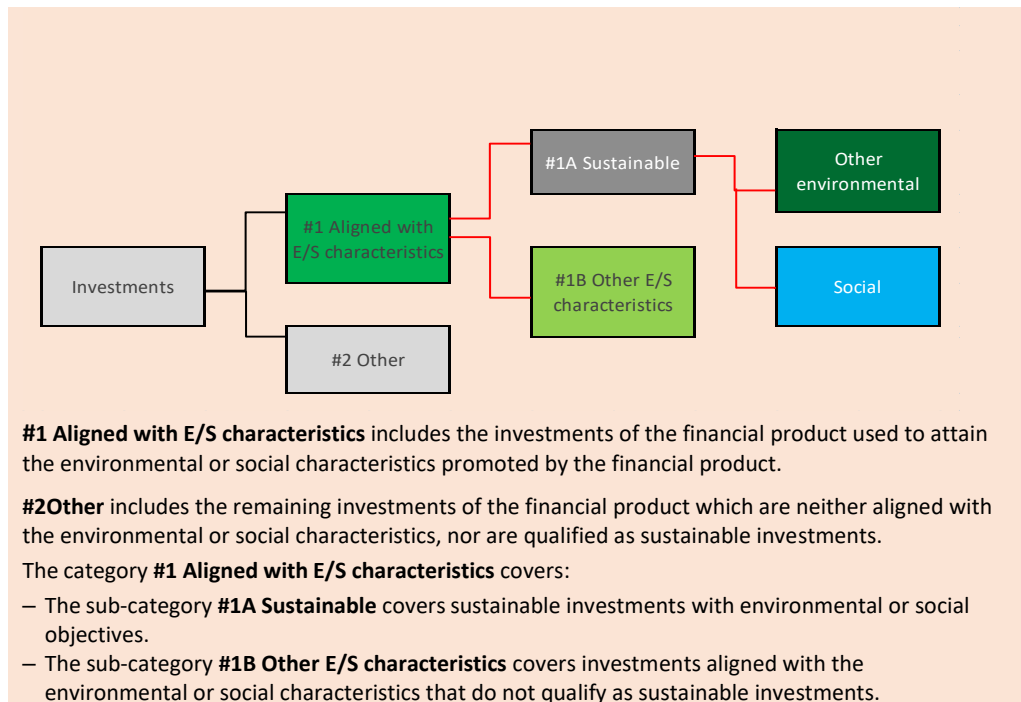 #1A Sustainable
Other
environmental
#1 Aligned with
E/S characteristics
Investments
#1B Other E/S
characteristics
Social
#2 Other
#1 Aligned with E/S characteristics includes the investments of the financial product used to attain
the environmental or social characteristics promoted by the financial product.
#2Other includes the remaining investments of the financial product which are neither aligned with
the environmental or social characteristics, nor are qualified as sustainable investments.
The category #1 Aligned with E/S characteristics covers:
– The sub-category #1A Sustainable covers sustainable investments with environmental or social
objectives.
– The sub-category #1B Other E/S characteristics covers investments aligned with the
environmental or social characteristics that do not qualify as sustainable investments.